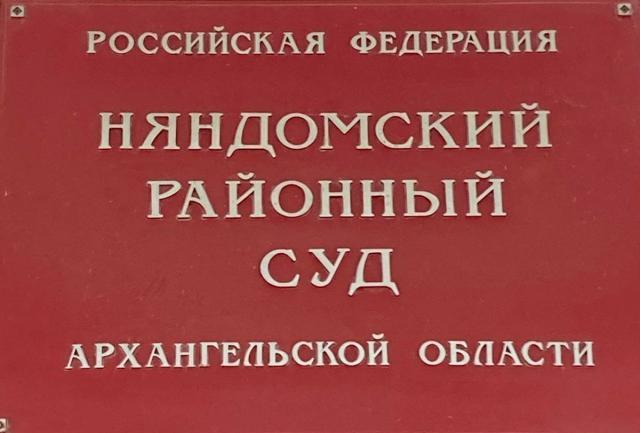 РОССИЙСКАЯ ФЕДЕРАЦИЯ
НЯНДОМСКИЙ
РАЙОННЫЙ
СУД
АРХАНГЕЛЬСКОЙ ОБЛАСТИ